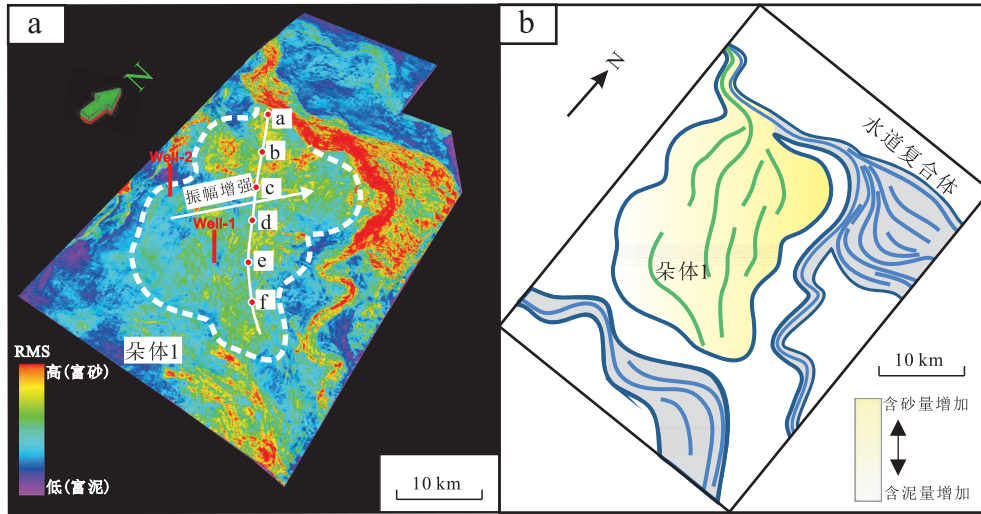 a
N
Well-2
a
b
振幅增强
c
Well-1
d
e
f
朵体1
RMS
高(富砂)
低(富泥)
10 km
b
N
水道复合体
朵体1
10 km
含砂量增加
含泥量增加